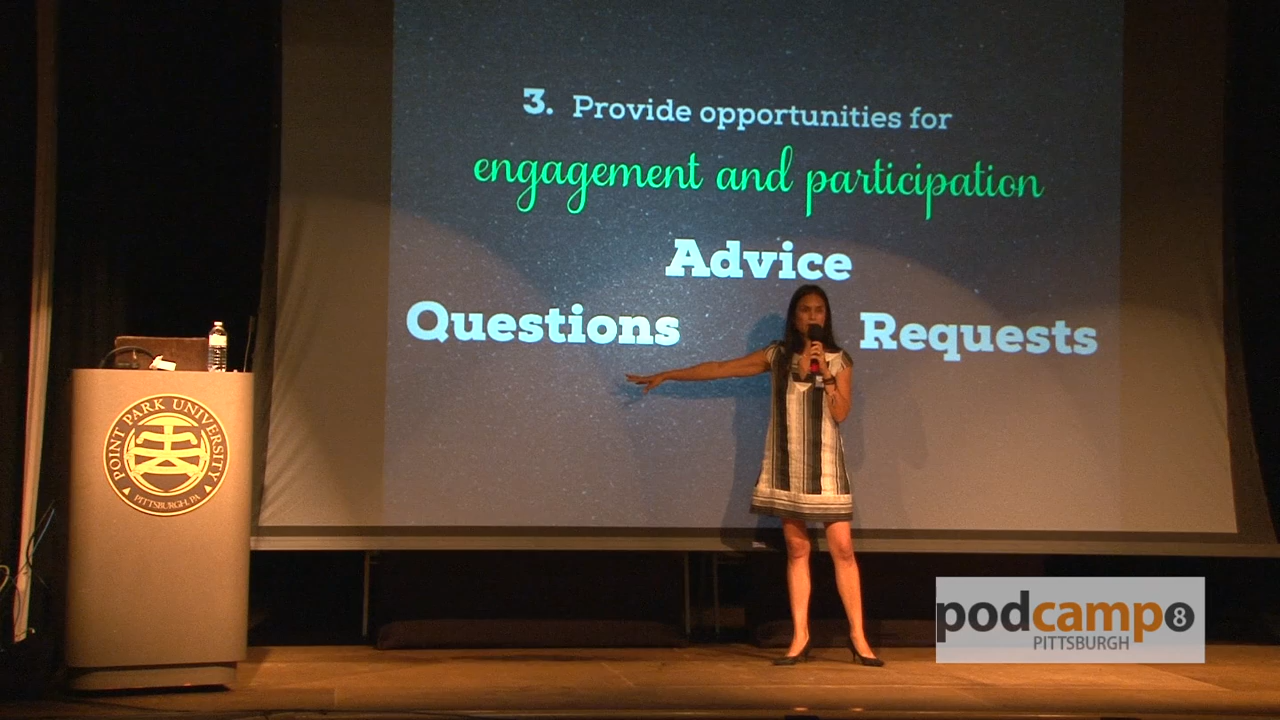 3. Provide opportunities for
engagement and participation
Advice
Questions
Requests
POINT PARK UNIVERSITY
PITTSBURGH, PA
podcamp8
PITTSBURGH